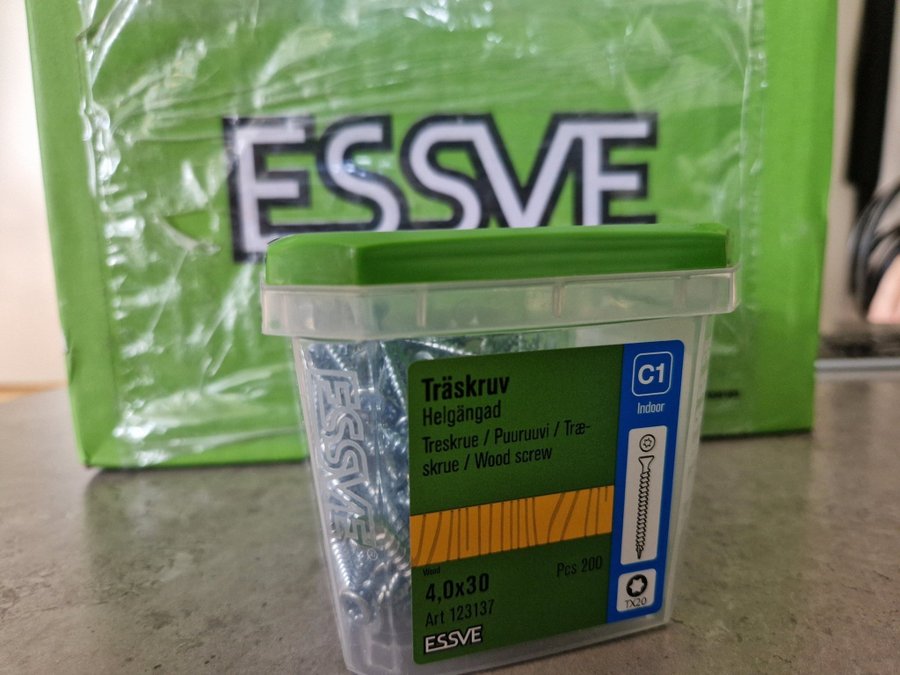 ESSVE
ESSVE®
Träskruv
Helgängad
Treskrue / Puuruuvi / Træ-
skrue / Wood screw
Wood
4,0x30
Pcs 200
Art 123137
ESSVE
C1
Indoor
TX20